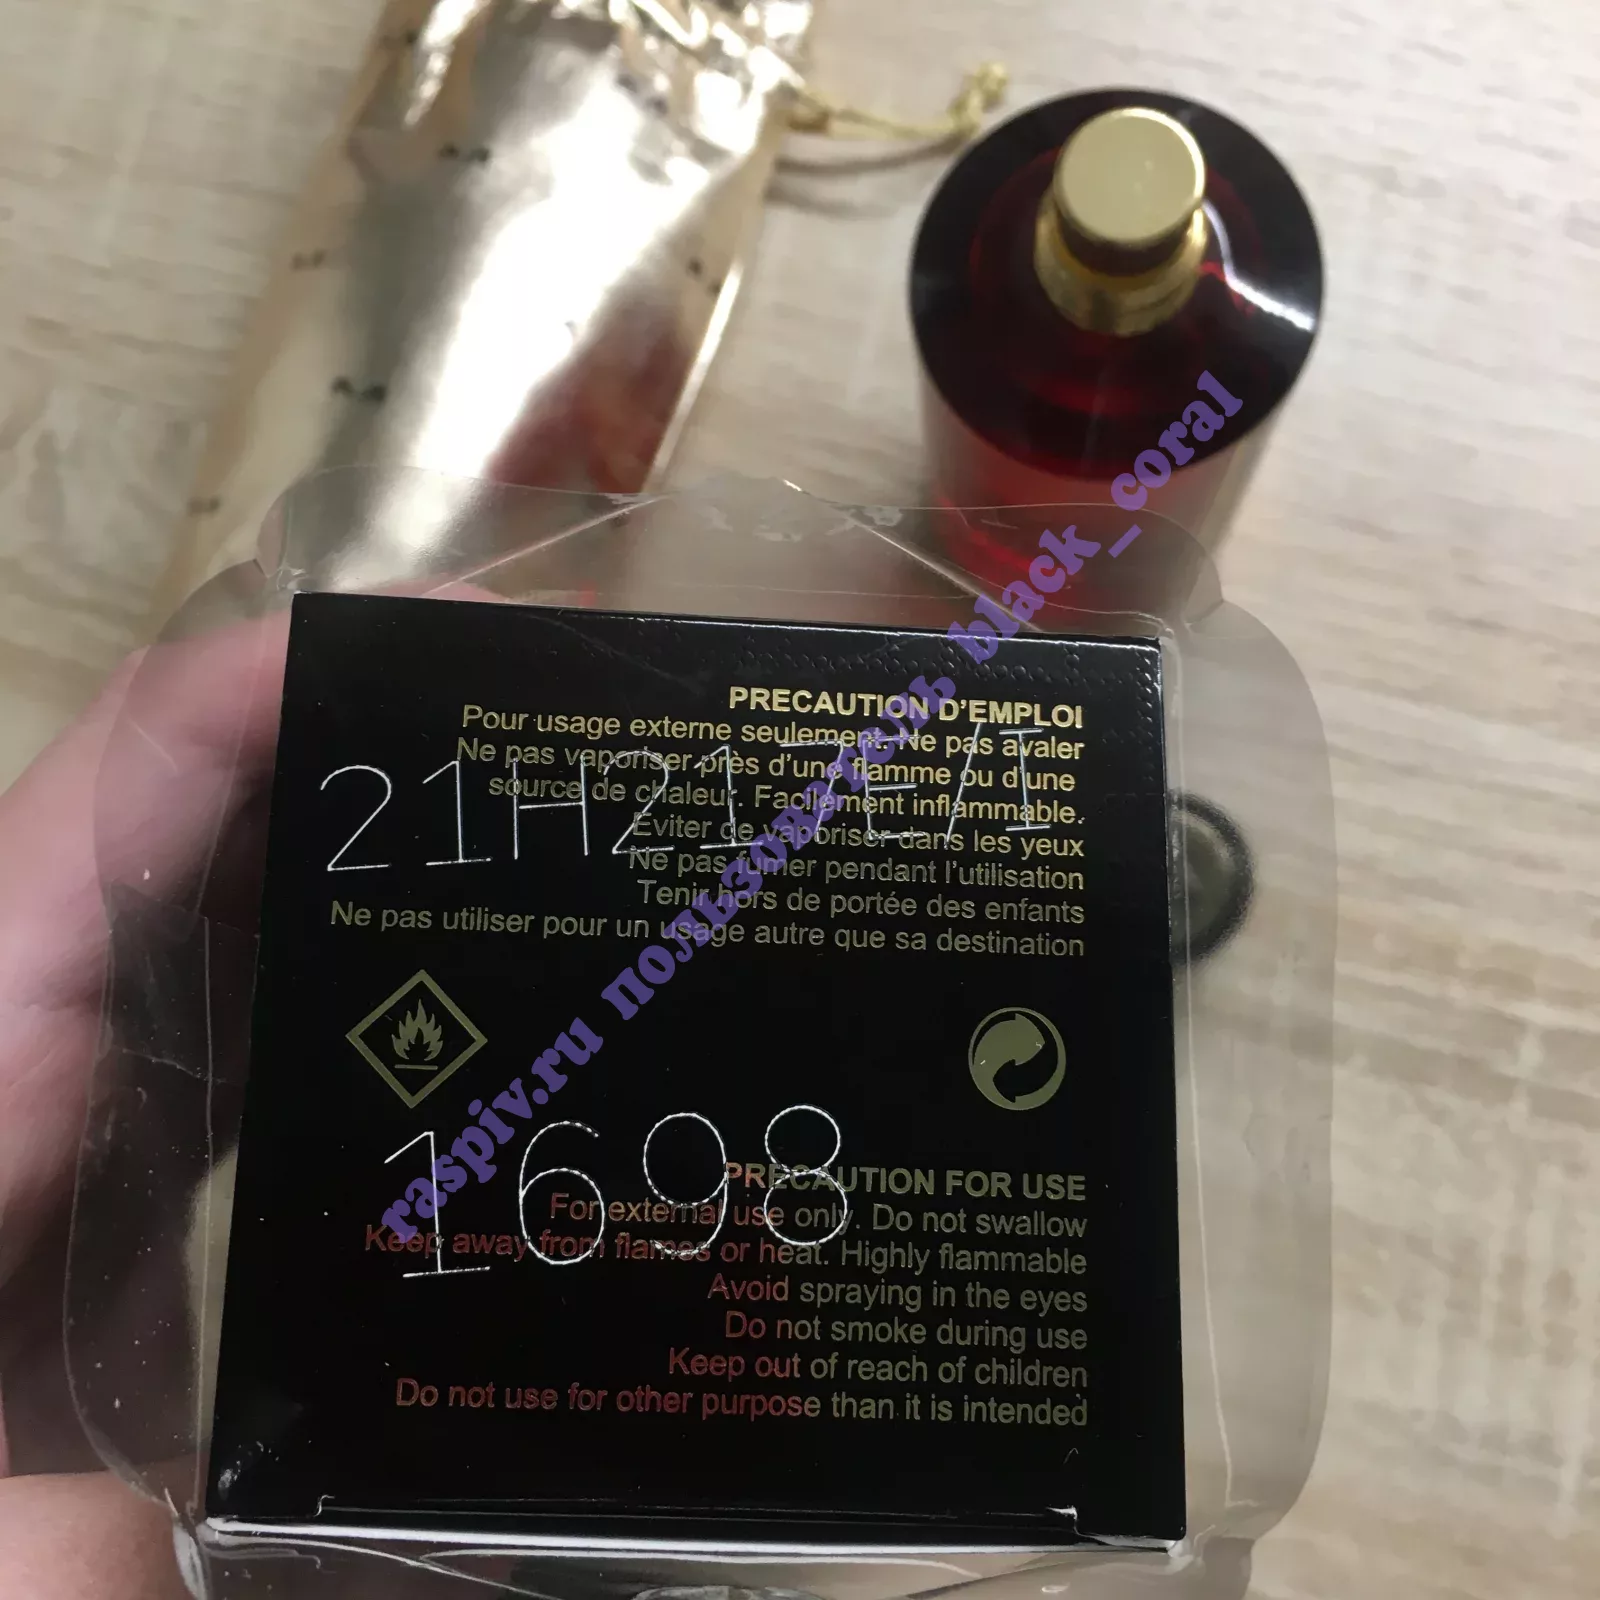 PRECAUTION D'EMPLOI
Pour usage externe seulement. Ne pas avaler
Ne pas vaporiser près d'une flamme ou d'une
source de chaleur. Facilement inflammable.
Eviter de vaporiser dans les yeux
Ne pas fumer pendant l'utilisation
Tenir hors de portée des enfants
Ne pas utiliser pour un usage autre que sa destination
21H217E/I
1698
PRECAUTION FOR USE
For external use only. Do not swallow
Keep away from flames or heat. Highly flammable
Avoid spraying in the eyes
Do not smoke during use
Keep out of reach of children
Do not use for other purpose than it is intended
raspiv.ru пользователь black_coral